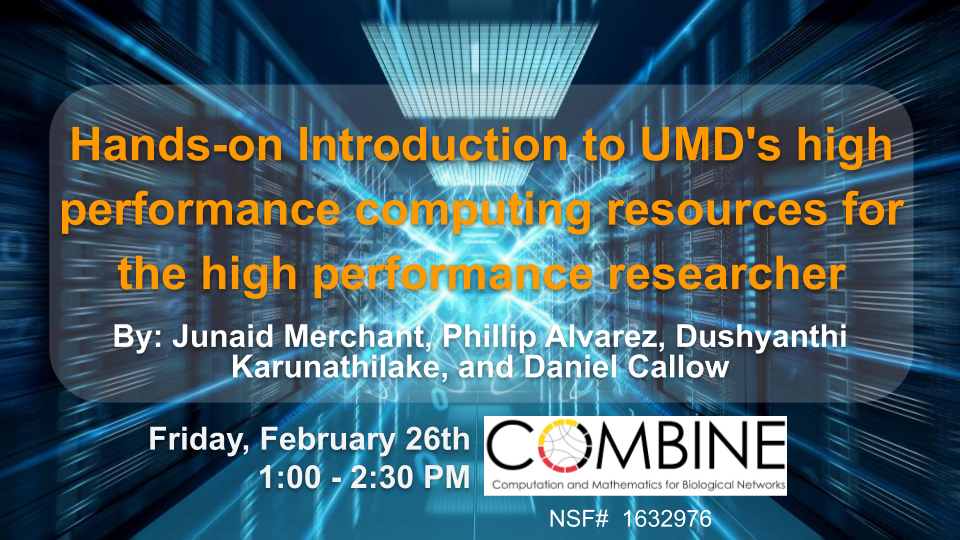 Hands-on Introduction to UMD's high
performance computing resources for
the high performance researcher
By: Junaid Merchant, Phillip Alvarez, Dushyanthi
Karunathilake, and Daniel Callow
Friday, February 26th
1:00 - 2:30 PM
COMBINE
Computation and Mathematics for Biological Networks
NSF# 1632976